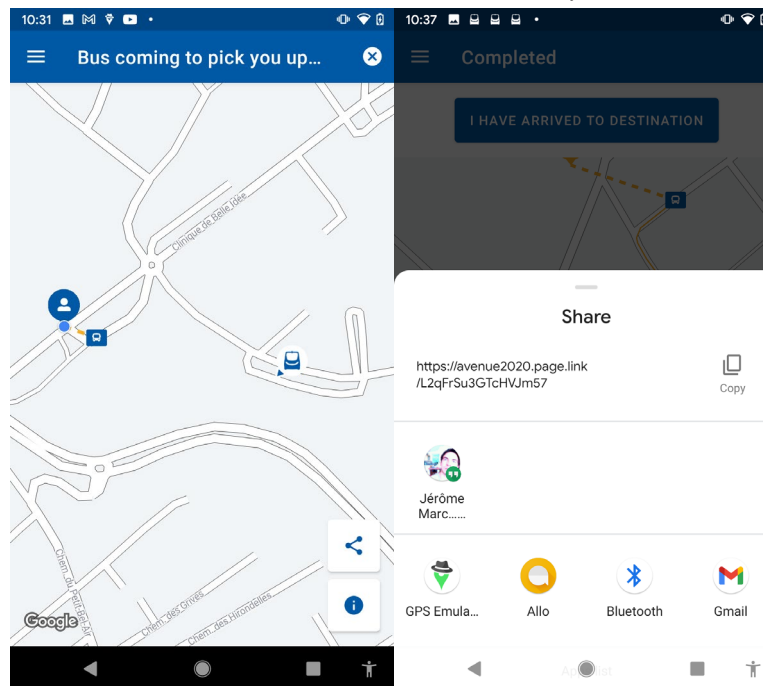 10:31
Bus coming to pick you up...
Clinique de Belle Idée
Chem. du Petit-Bel-Air
Chem. des Grives
Chem. des Hirondelles
Google
10:37
Completed
I HAVE ARRIVED TO DESTINATION
Share
https://avenue2020.page.link
/L2qFrSu3GTcHVJm57
Copy
Jérôme
Marc......
GPS Emula...
Allo
Bluetooth
Gmail